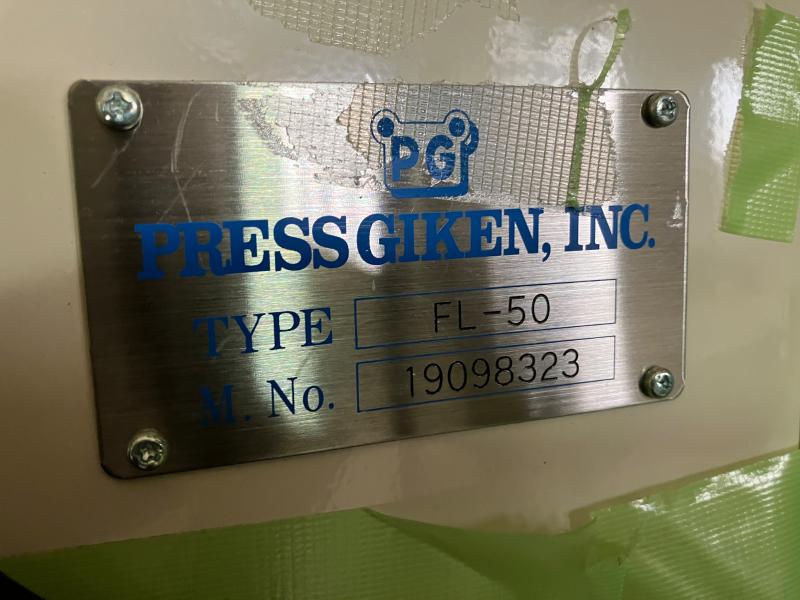 PG
PRESS GIKEN, INC.
TYPE FL-50
M. No. 19098323